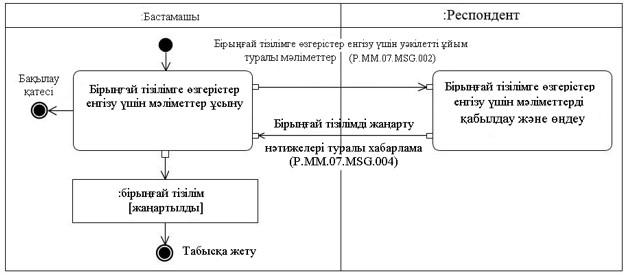 :Бастамашы
:Респондент
Бірыңғай тізілімге өзгерістер енгізу үшін уәкілетті ұйым
туралы мәліметтер (P.MM.07.MSG.002)
Бақылау
қатесі
Бірыңғай тізілімге өзгерістер
енгізу үшін мәліметтер ұсыну
Бірыңғай тізілімге өзгерістер
енгізу үшін мәліметтерді
қабылдау және өңдеу
Бірыңғай тізілімді жаңарту
нәтижелері туралы хабарлама
(P.MM.07.MSG.004)
:бірыңғай тізілім
[жаңартылды]
Табысқа жету